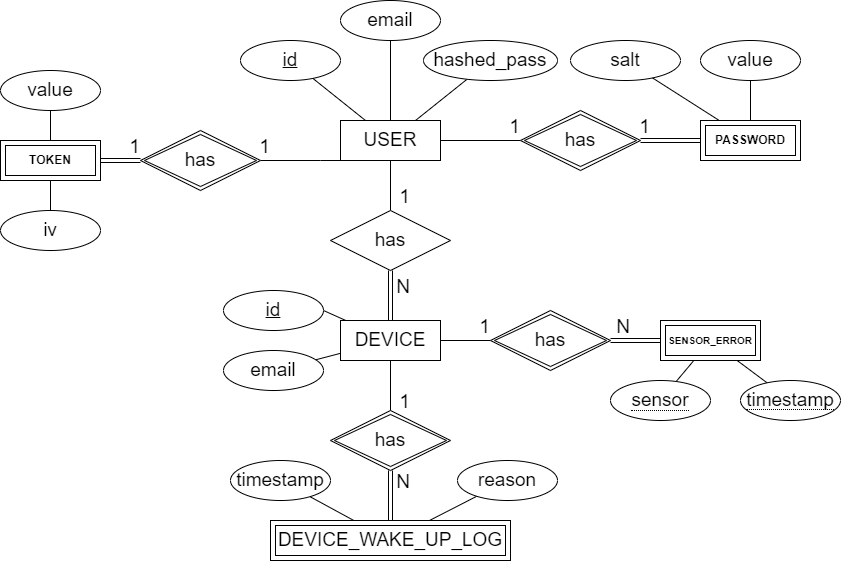 email
id
hashed_pass
salt
value
value
TOKEN
1
has
1
USER
1
has
1
PASSWORD
iv
1
has
N
id
DEVICE
1
has
N
SENSOR_ERROR
email
sensor
timestamp
1
has
N
timestamp
reason
DEVICE_WAKE_UP_LOG